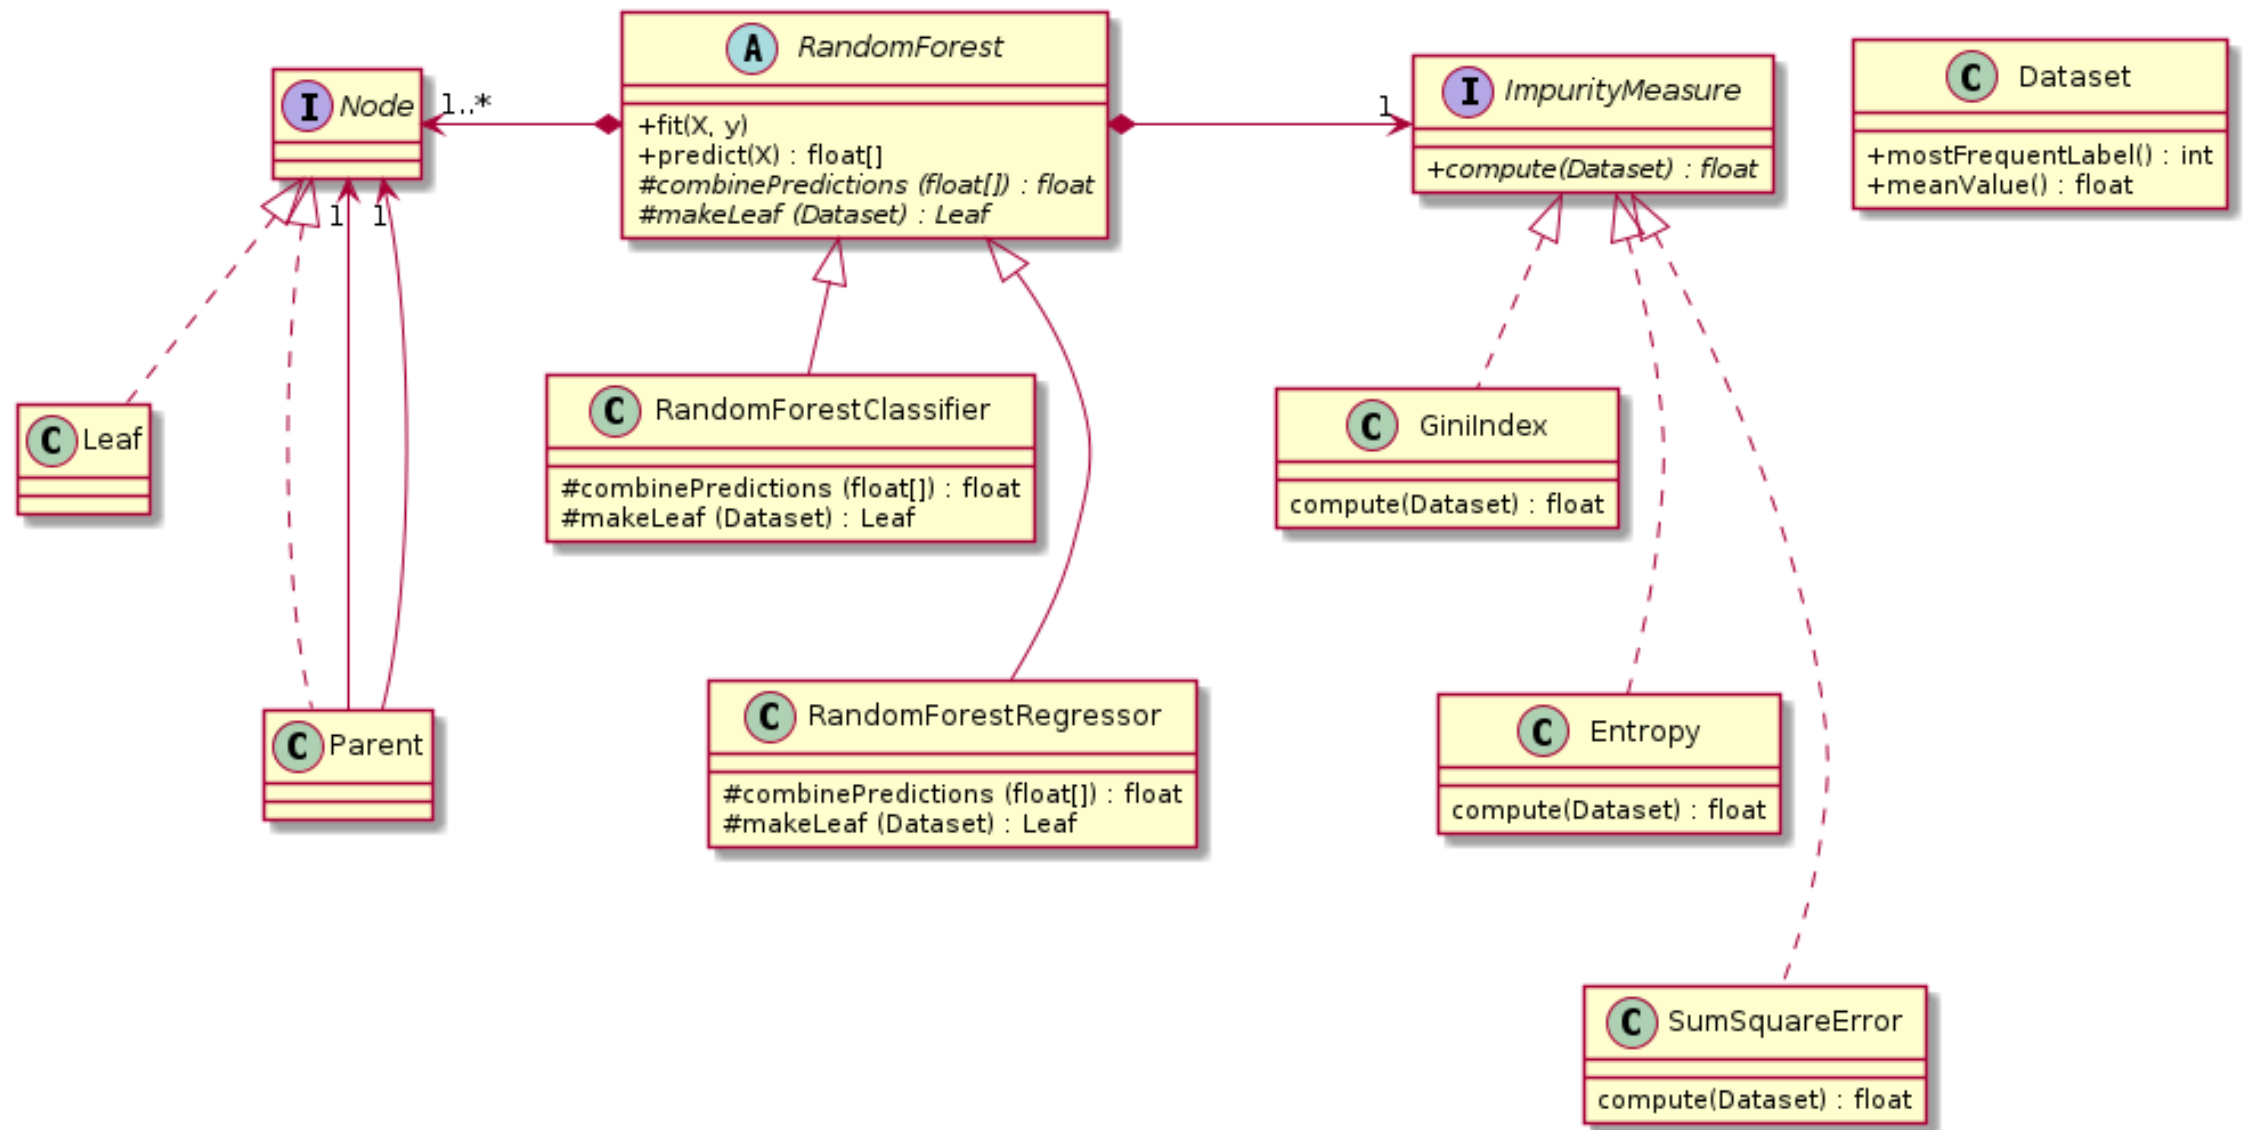 I Node
1..*
1
1
A RandomForest
+fit(X, y)
+predict(X) : float[]
#combinePredictions (float[]) : float
#makeLeaf (Dataset) : Leaf
1
I ImpurityMeasure
+compute(Dataset) : float
C Dataset
+mostFrequentLabel() : int
+meanValue() : float
C Leaf
C RandomForestClassifier
#combinePredictions (float[]) : float
#makeLeaf (Dataset) : Leaf
C GiniIndex
compute(Dataset) : float
C Parent
C RandomForestRegressor
#combinePredictions (float[]) : float
#makeLeaf (Dataset) : Leaf
C Entropy
compute(Dataset) : float
C SumSquareError
compute(Dataset) : float